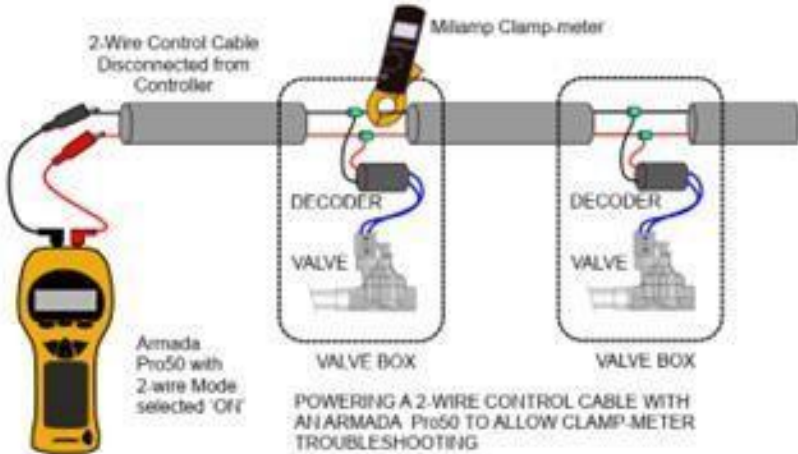 2-Wire Control Cable
Disconnected from
Controller
Miliamp Clamp-meter
DECODER
VALVE
VALVE BOX
DECODER
VALVE
VALVE BOX
Armada
Pro50 with
2-wire Mode
selected 'ON'
POWERING A 2-WIRE CONTROL CABLE WITH
AN ARMADA Pro50 TO ALLOW CLAMP-METER
TROUBLESHOOTING